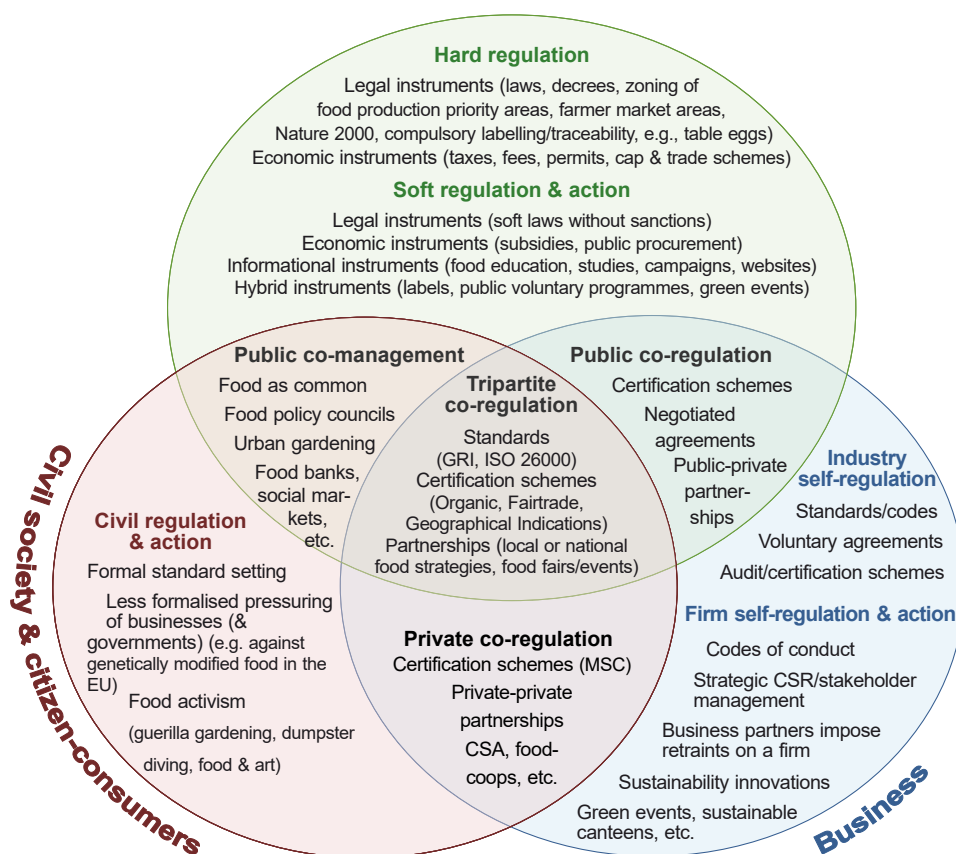 Hard regulation
Legal instruments (laws, decrees, zoning of
food production priority areas, farmer market areas,
Nature 2000, compulsory labelling/traceability, e.g., table eggs)
Economic instruments (taxes, fees, permits, cap & trade schemes)
Soft regulation & action
Legal instruments (soft laws without sanctions)
Economic instruments (subsidies, public procurement)
Informational instruments (food education, studies, campaigns, websites)
Hybrid instruments (labels, public voluntary programmes, green events)
Public co-management
Food as common
Food policy councils
Urban gardening
Food banks,
social mar-
kets,
etc.
Tripartite
co-regulation
Standards
(GRI, ISO 26000)
Certification schemes
(Organic, Fairtrade,
Geographical Indications)
Partnerships (local or national
food strategies, food fairs/events)
Public co-regulation
Certification schemes
Negotiated
agreements
Public-private
partner-
ships
Civil society & citizen-consumers
Civil regulation
& action
Formal standard setting
Less formalised pressuring
of businesses (&
governments) (e.g. against
genetically modified food in the
EU)
Food activism
(guerilla gardening, dumpster
diving, food & art)
Private co-regulation
Certification schemes (MSC)
Private-private
partnerships
CSA, food-
coops, etc.
Industry
self-regulation
Standards/codes
Voluntary agreements
Audit/certification schemes
Firm self-regulation & action
Codes of conduct
Strategic CSR/stakeholder
management
Business partners impose
retraints on a firm
Sustainability innovations
Green events, sustainable
canteens, etc.
Business